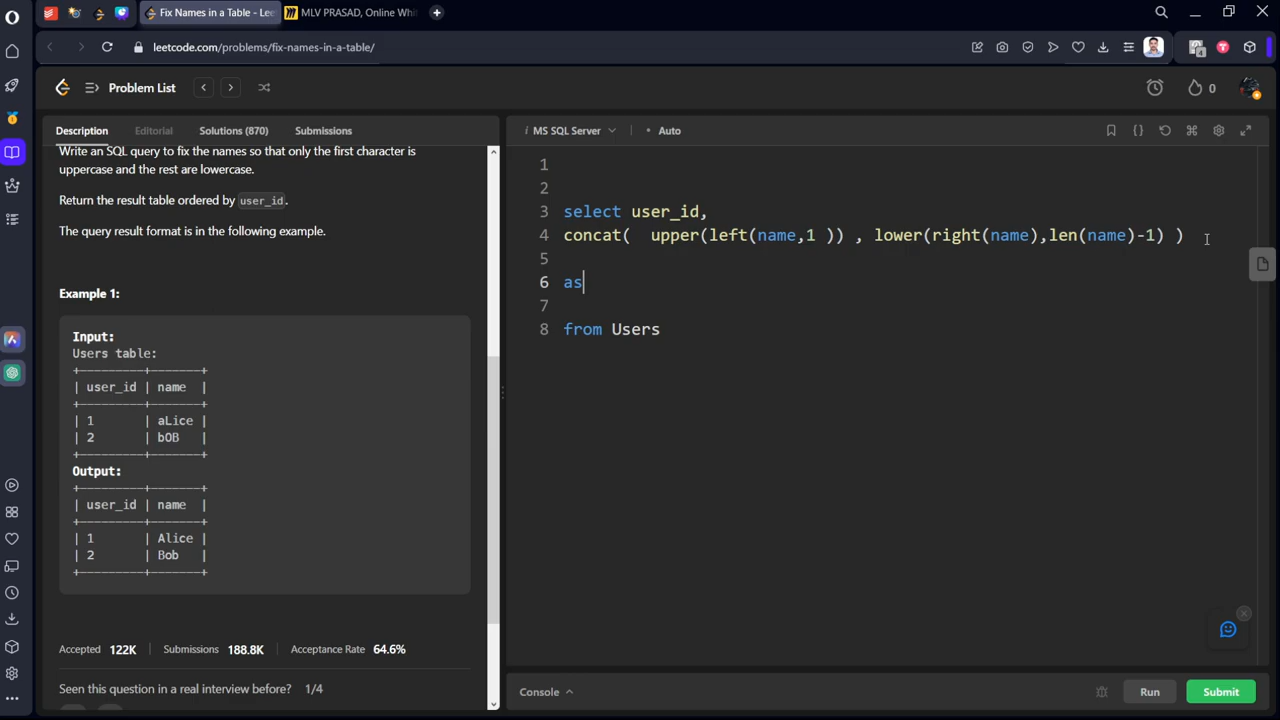 Fix Names in a Table - Lee
MLV PRASAD, Online Whi
leetcode.com/problems/fix-names-in-a-table/
4
Problem List
0
Description Editorial Solutions (870) Submissions
i MS SQL Server • Auto
Write an SQL query to fix the names so that only the first character is
uppercase and the rest are lowercase.
Return the result table ordered by user_id.
The query result format is in the following example.
Example 1:
Input:
Users table:
+---------+-------+
| user_id | name |
+---------+-------+
| 1 | aLice |
| 2 | bOB |
+---------+-------+
Output:
+---------+-------+
| user_id | name |
+---------+-------+
| 1 | Alice |
| 2 | Bob |
+---------+-------+
Accepted 122K Submissions 188.8K Acceptance Rate 64.6%
Seen this question in a real interview before? 1/4
1
2
3 select user_id,
4 concat( upper(left(name,1 )) , lower(right(name),len(name)-1) )
5
6 as
7
8 from Users
Console
Run
Submit